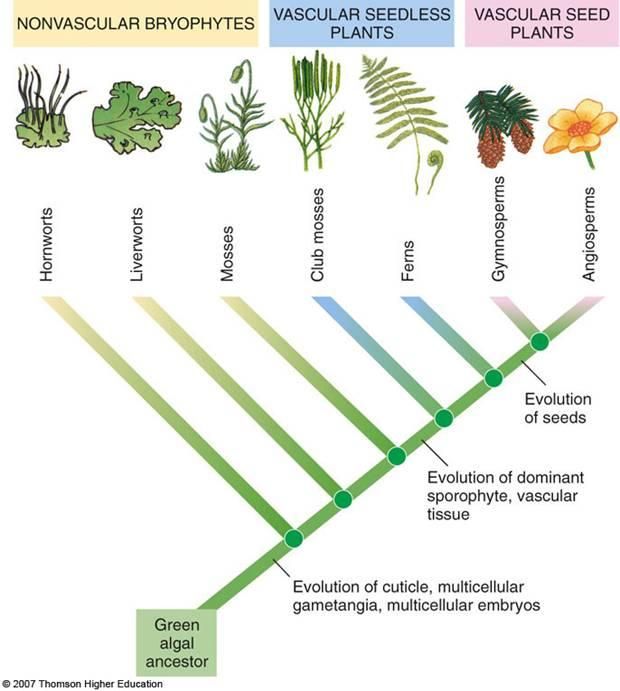 NONVASCULAR BRYOPHYTES
VASCULAR SEEDLESS
PLANTS
VASCULAR SEED
PLANTS
Hornworts
Liverworts
Mosses
Club mosses
Ferns
Gymnosperms
Angiosperms
Evolution
of seeds
Evolution of dominant
sporophyte, vascular
tissue
Evolution of cuticle, multicellular
gametangia, multicellular embryos
Green
algal
ancestor
© 2007 Thomson Higher Education